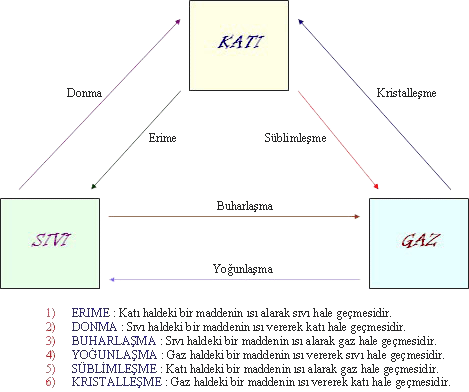 KATI
Donma
Kristalleşme
Erime
Süblimleşme
SIVI
Buharlaşma
GAZ
Yoğunlaşma
1) ERIME : Katı haldeki bir maddenin ısı alarak sıvı hale geçmesidir.
2) DONMA : Sıvı haldeki bir maddenin ısı vererek katı hale geçmesidir.
3) BUHARLAŞMA : Sıvı haldeki bir maddenin ısı alarak gaz hale geçmesidir.
4) YOĞUNLAŞMA : Gaz haldeki bir maddenin ısı vererek sıvı hale geçmesidir.
5) SÜBLİMLEŞME : Katı haldeki bir maddenin ısı alarak gaz hale geçmesidir.
6) KRISTALLEŞME : Gaz haldeki bir maddenin ısı vererek katı hale geçmesidir.